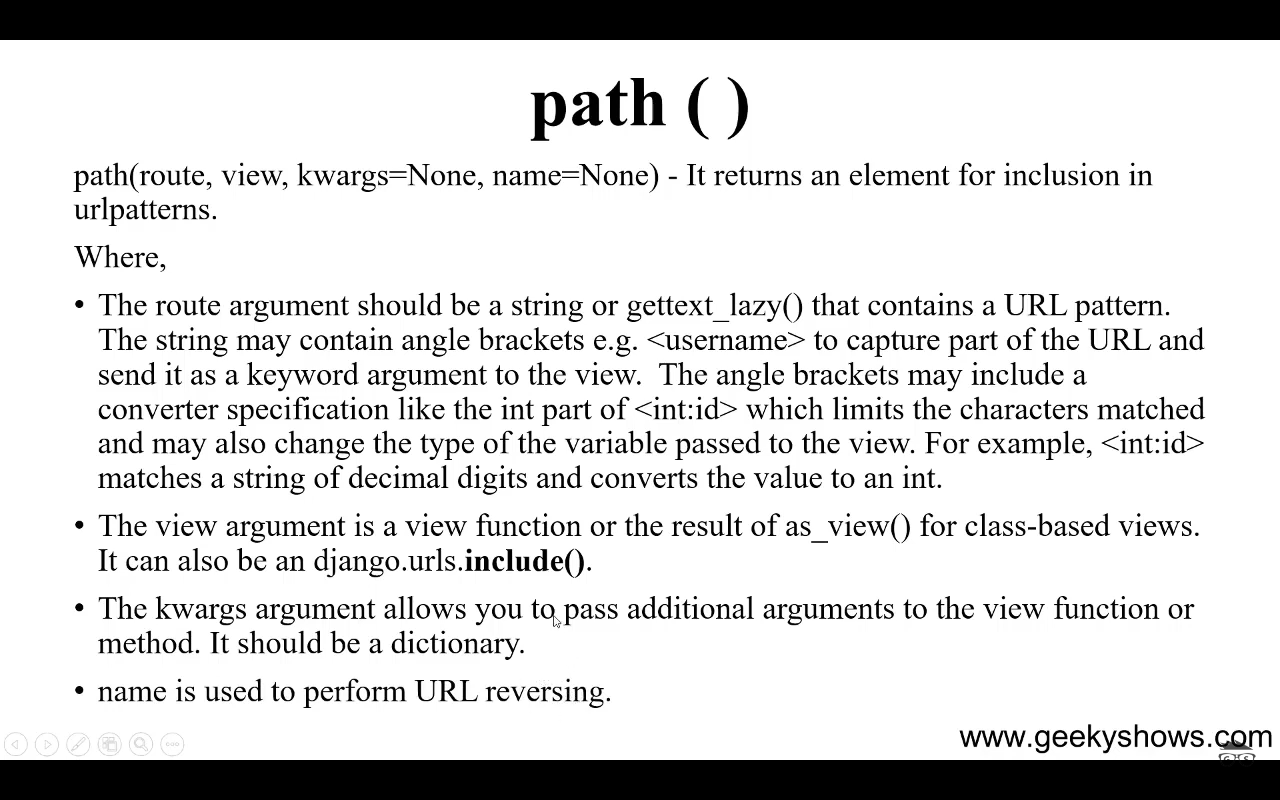 path ( )
path(route, view, kwargs=None, name=None) - It returns an element for inclusion in
urlpatterns.
Where,
• The route argument should be a string or gettext_lazy() that contains a URL pattern.
The string may contain angle brackets e.g. <username> to capture part of the URL and
send it as a keyword argument to the view.  The angle brackets may include a
converter specification like the int part of <int:id> which limits the characters matched
and may also change the type of the variable passed to the view. For example, <int:id>
matches a string of decimal digits and converts the value to an int.
• The view argument is a view function or the result of as_view() for class-based views.
It can also be an django.urls.include().
• The kwargs argument allows you to pass additional arguments to the view function or
method. It should be a dictionary.
• name is used to perform URL reversing.
www.geekyshows.com